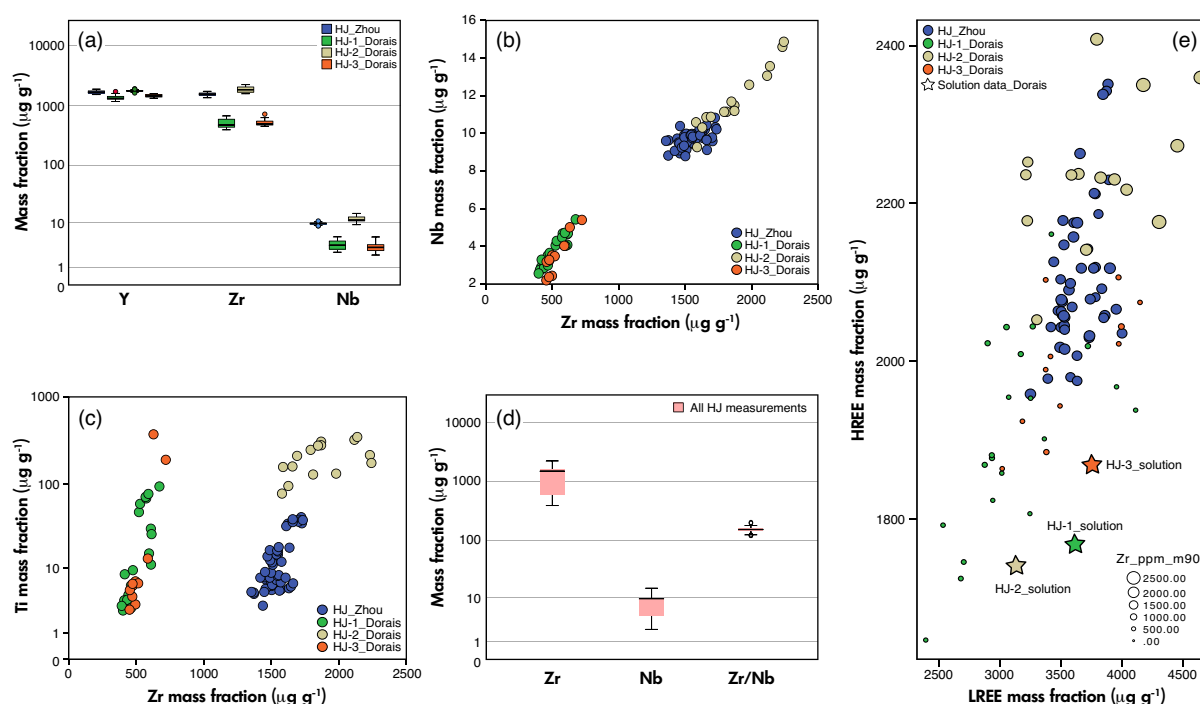 (a)
HJ_Zhou
HJ-1_Dorais
HJ-2_Dorais
HJ-3_Dorais
Mass fraction (μg g⁻¹)
10000
1000
100
10
1
0
Y Zr Nb
(b)
Nb mass fraction (μg g⁻¹)
16
14
12
10
8
6
4
2
HJ_Zhou
HJ-1_Dorais
HJ-2_Dorais
HJ-3_Dorais
0 500 1000 1500 2000 2500
Zr mass fraction (μg g⁻¹)
(c)
Ti mass fraction (μg g⁻¹)
1000
100
10
1
0
HJ_Zhou
HJ-1_Dorais
HJ-2_Dorais
HJ-3_Dorais
0 500 1000 1500 2000 2500
Zr mass fraction (μg g⁻¹)
(d)
All HJ measurements
Mass fraction (μg g⁻¹)
10000
1000
100
10
1
0
Zr Nb Zr/Nb
(e)
HJ_Zhou
HJ-1_Dorais
HJ-2_Dorais
HJ-3_Dorais
Solution data_Dorais
HREE mass fraction (μg g⁻¹)
2400
2200
2000
1800
HJ-3_solution
HJ-1_solution
HJ-2_solution
Zr_ppm_m90
2500.00
2000.00
1500.00
1000.00
500.00
.00
2500 3000 3500 4000 4500
LREE mass fraction (μg g⁻¹)